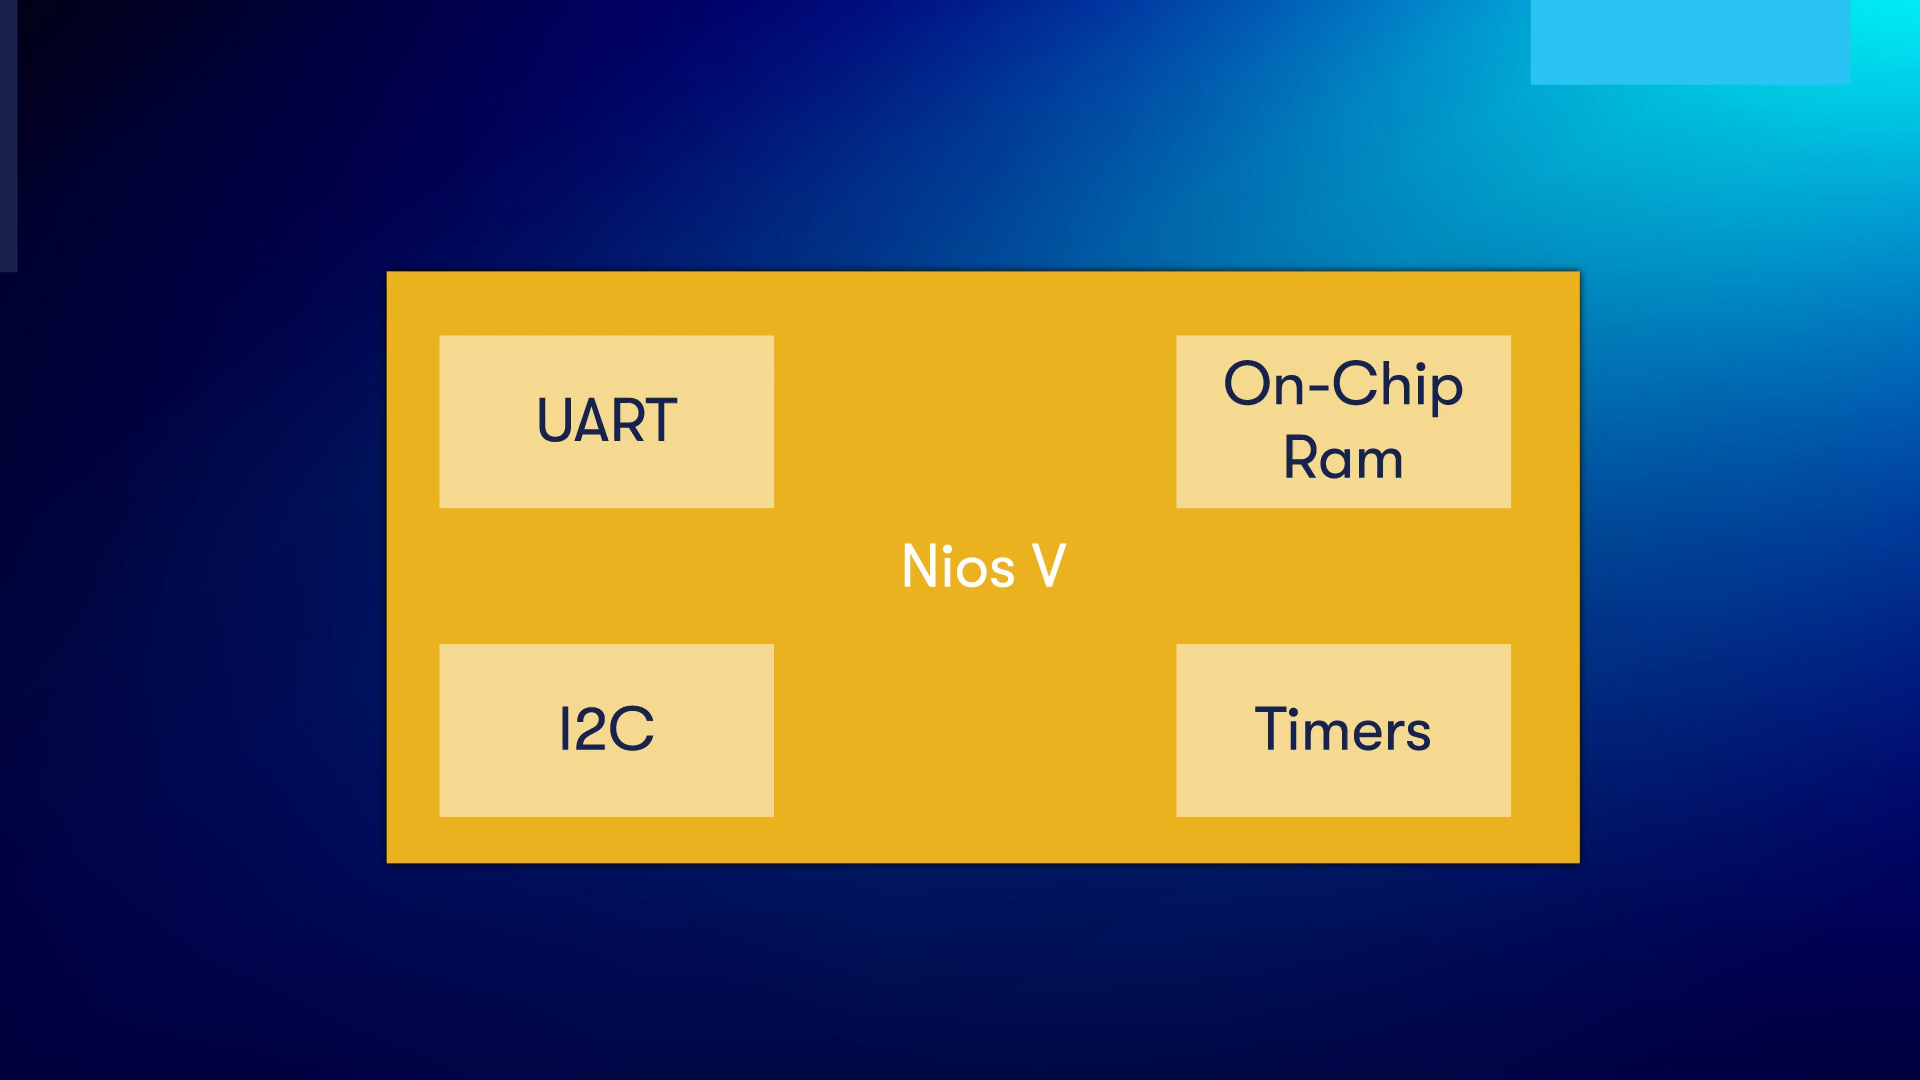 UART
On-Chip
Ram
Nios V
I2C
Timers